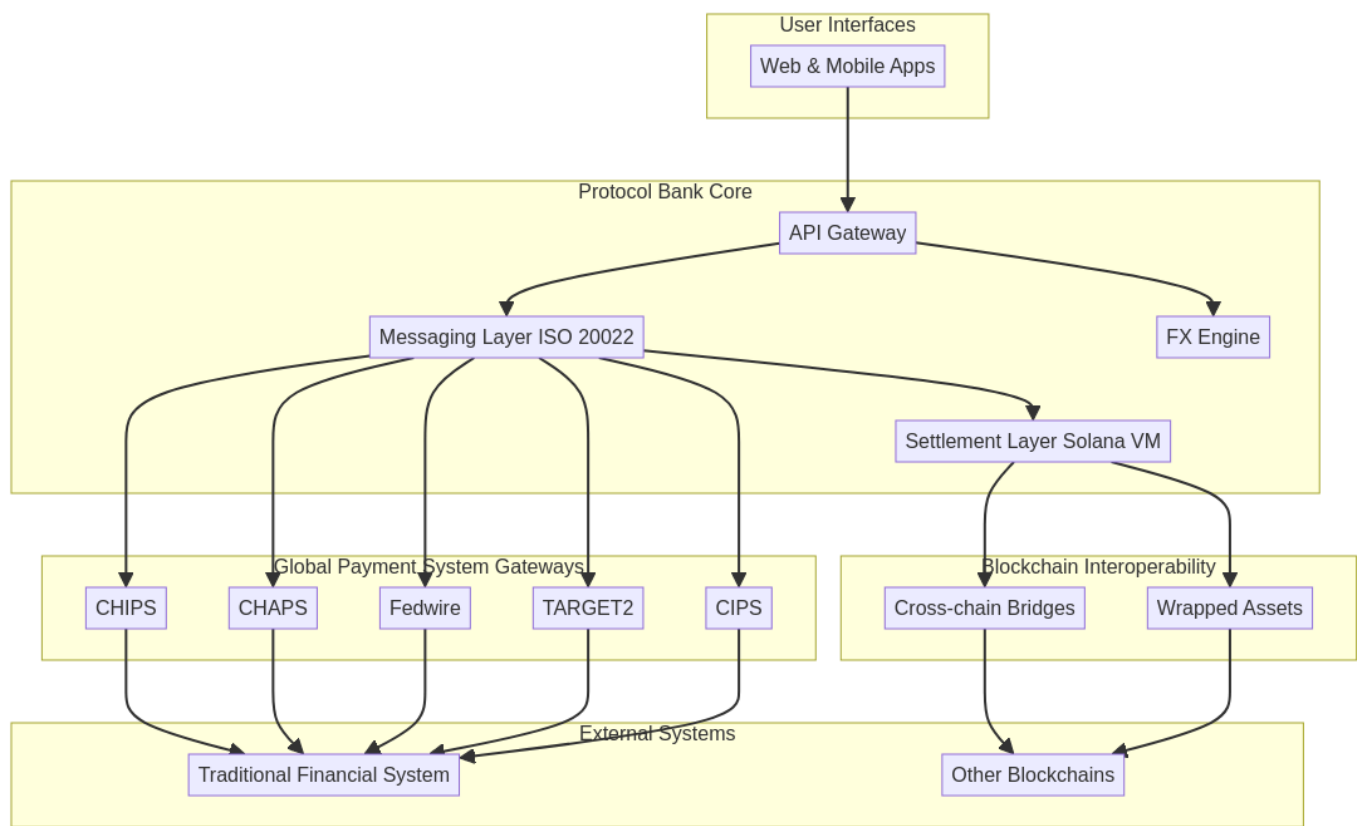 User Interfaces
Web & Mobile Apps
Protocol Bank Core
API Gateway
Messaging Layer ISO 20022
FX Engine
Settlement Layer Solana VM
Global Payment System Gateways
Blockchain Interoperability
CHIPS
CHAPS
Fedwire
TARGET2
CIPS
Cross-chain Bridges
Wrapped Assets
External Systems
Traditional Financial System
Other Blockchains